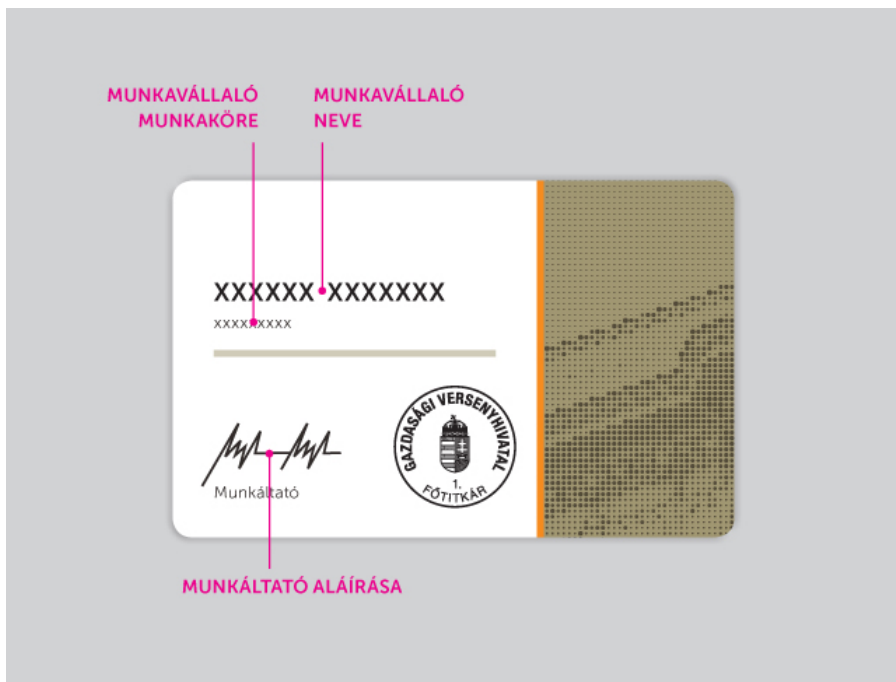 MUNKAVÁLLALÓ
MUNKAKÖRE
MUNKAVÁLLALÓ
NEVE
XXXXXX XXXXXXX
xxxxxxxxx
Munkáltató
GAZDASÁGI VERSENYHIVATAL
1.
FŐTITKÁR
MUNKÁLTATÓ ALÁÍRÁSA